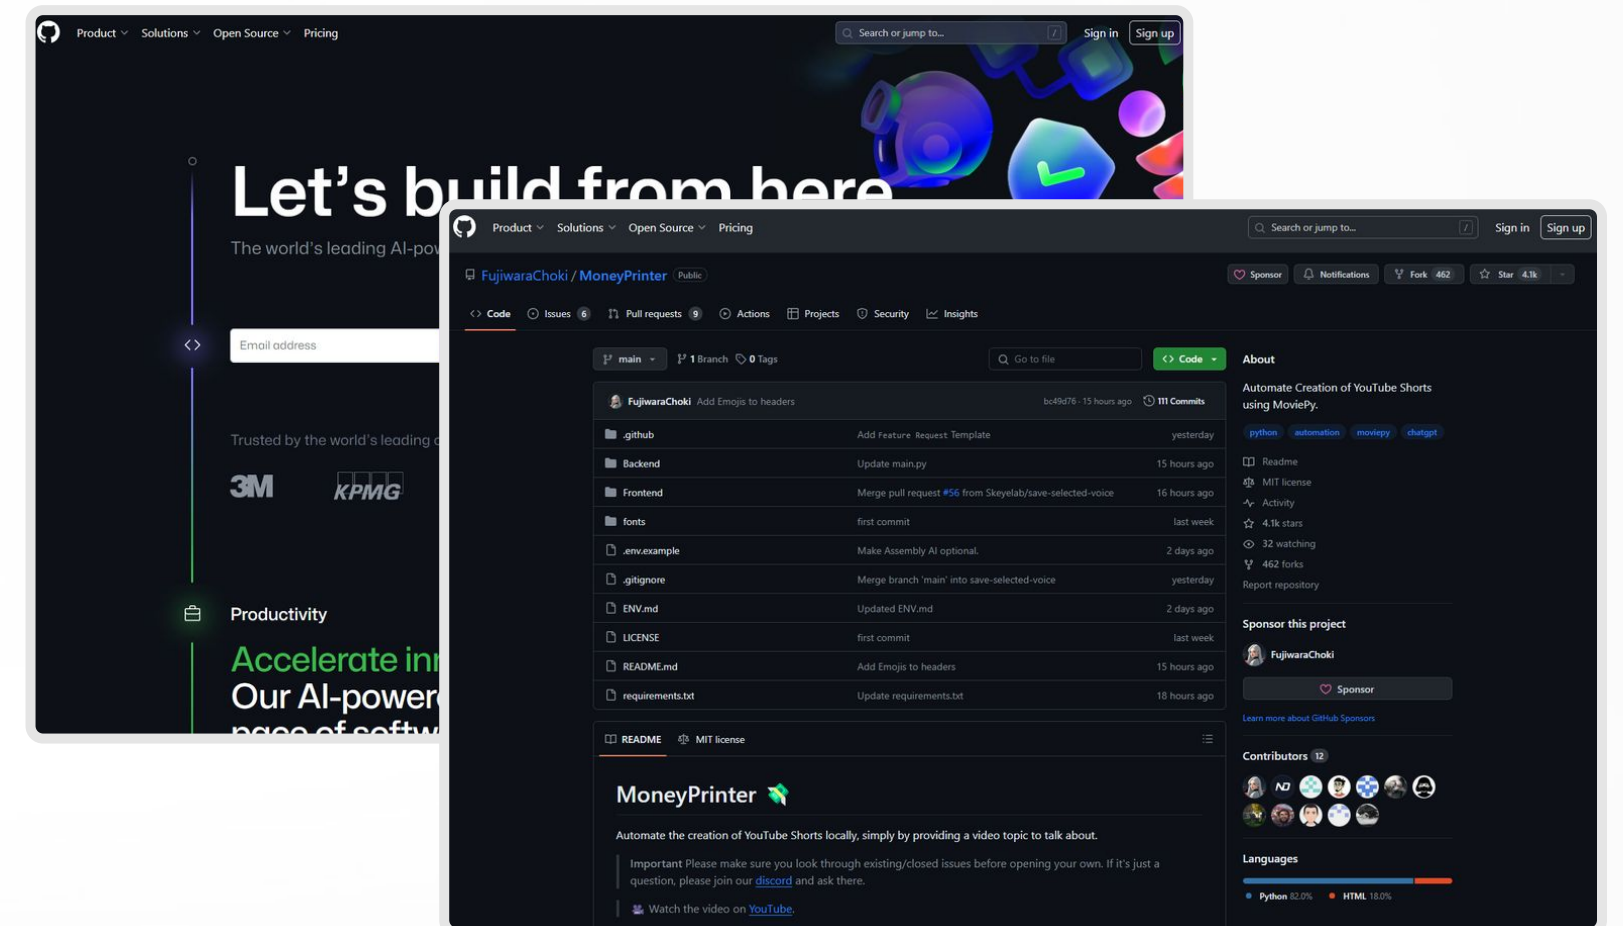 Product Solutions Open Source Pricing
Search or jump to... /
Sign in Sign up
Let's build from here
The world's leading AI-pow
Email address
Trusted by the world's leading
3M KPMG
Productivity
Accelerate inn
Our AI-power
pace of softw
Product Solutions Open Source Pricing
Search or jump to... /
Sign in Sign up
FujiwaraChoki / MoneyPrinter Public
Sponsor Notifications Fork 462 Star 4.1k
Code Issues 6 Pull requests 9 Actions Projects Security Insights
main 1 Branch 0 Tags
Go to file
Code
FujiwaraChoki Add Emojis to headers bc49d76 · 15 hours ago 111 Commits
.github Add Feature Request Template yesterday
Backend Update main.py 15 hours ago
Frontend Merge pull request #56 from Skeyelab/save-selected-voice 16 hours ago
fonts first commit last week
.env.example Make Assembly AI optional. 2 days ago
.gitignore Merge branch 'main' into save-selected-voice yesterday
ENV.md Updated ENV.md 2 days ago
LICENSE first commit last week
README.md Add Emojis to headers 15 hours ago
requirements.txt Update requirements.txt 18 hours ago
README MIT license
MoneyPrinter
Automate the creation of YouTube Shorts locally, simply by providing a video topic to talk about.
Important Please make sure you look through existing/closed issues before opening your own. If it's just a
question, please join our discord and ask there.
Watch the video on YouTube.
About
Automate Creation of YouTube Shorts
using MoviePy.
python automation moviepy chatgpt
Readme
MIT license
Activity
4.1k stars
32 watching
462 forks
Report repository
Sponsor this project
FujiwaraChoki
Sponsor
Learn more about GitHub Sponsors
Contributors 12
ND
Languages
Python 82.0% HTML 18.0%